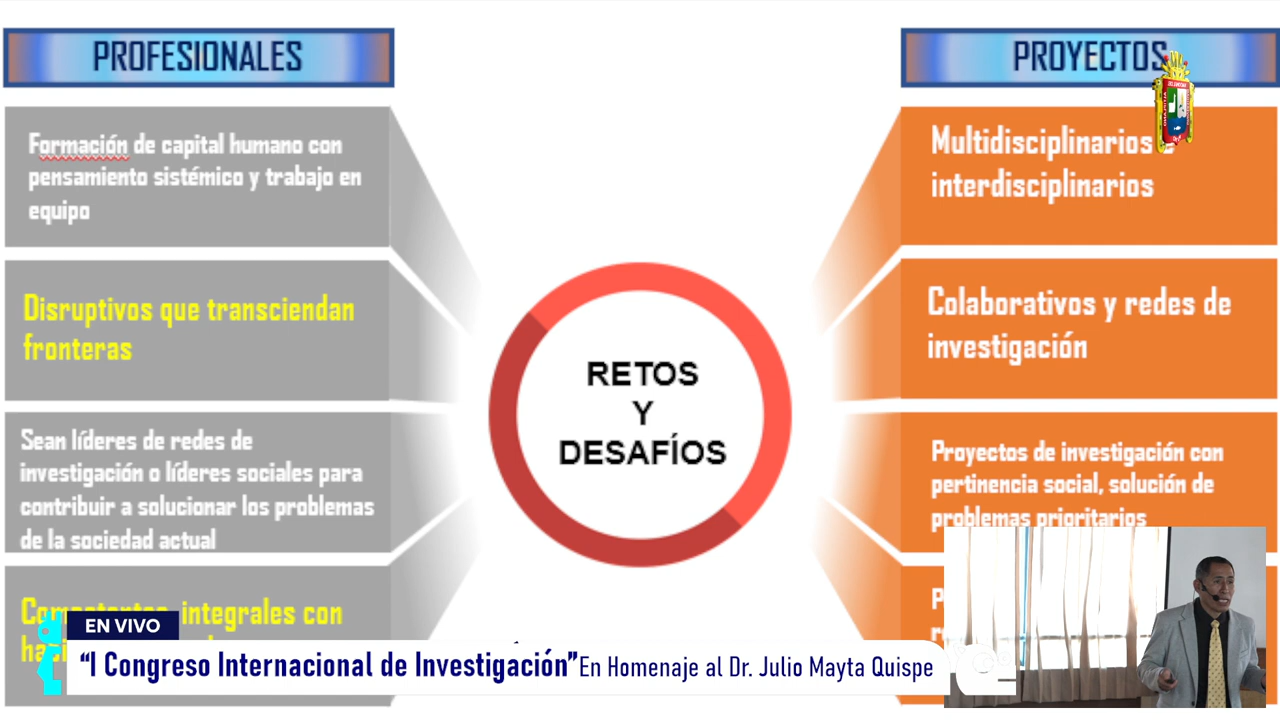 PROFESIONALES
Formación de capital humano con
pensamiento sistémico y trabajo en
equipo
Disruptivos que transciendan
fronteras
Sean líderes de redes de
investigación o líderes sociales para
contribuir a solucionar los problemas
de la sociedad actual
integrales con
RETOS
Y
DESAFÍOS
PROYECTOS
Multidisciplinarios
interdisciplinarios
Colaborativos y redes de
investigación
Proyectos de investigación con
pertinencia social, solución de
problemas prioritarios
EN VIVO
“I Congreso Internacional de Investigación” En Homenaje al Dr. Julio Mayta Quispe